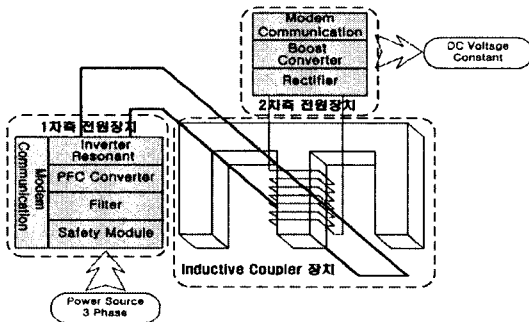 Modem
Communication
Boost
Converter
Rectifier
2차측 전원장치
DC Voltage
Constant
1차측 전원장치
Modem
Communication
Inverter
Resonant
PFC Converter
Filter
Safety Module
Inductive Coupler 장치
Power Source
3 Phase